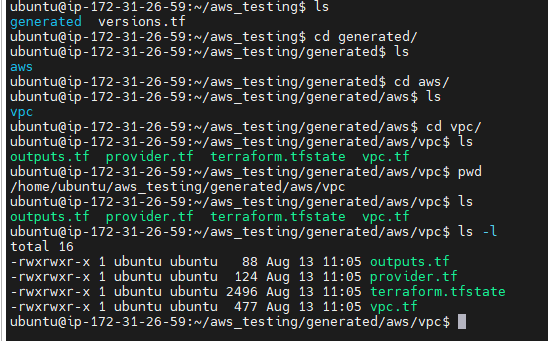 ubuntu@ip-172-31-26-59:~/aws_testing$ ls
generated  versions.tf
ubuntu@ip-172-31-26-59:~/aws_testing$ cd generated/
ubuntu@ip-172-31-26-59:~/aws_testing/generated$ ls
aws
ubuntu@ip-172-31-26-59:~/aws_testing/generated$ cd aws/
ubuntu@ip-172-31-26-59:~/aws_testing/generated/aws$ ls
vpc
ubuntu@ip-172-31-26-59:~/aws_testing/generated/aws$ cd vpc/
ubuntu@ip-172-31-26-59:~/aws_testing/generated/aws/vpc$ ls
outputs.tf  provider.tf  terraform.tfstate  vpc.tf
ubuntu@ip-172-31-26-59:~/aws_testing/generated/aws/vpc$ pwd
/home/ubuntu/aws_testing/generated/aws/vpc
ubuntu@ip-172-31-26-59:~/aws_testing/generated/aws/vpc$ ls
outputs.tf  provider.tf  terraform.tfstate  vpc.tf
ubuntu@ip-172-31-26-59:~/aws_testing/generated/aws/vpc$ ls -l
total 16
-rwxrwxr-x 1 ubuntu ubuntu   88 Aug 13 11:05 outputs.tf
-rwxrwxr-x 1 ubuntu ubuntu  124 Aug 13 11:05 provider.tf
-rwxrwxr-x 1 ubuntu ubuntu 2496 Aug 13 11:05 terraform.tfstate
-rwxrwxr-x 1 ubuntu ubuntu  477 Aug 13 11:05 vpc.tf
ubuntu@ip-172-31-26-59:~/aws_testing/generated/aws/vpc$